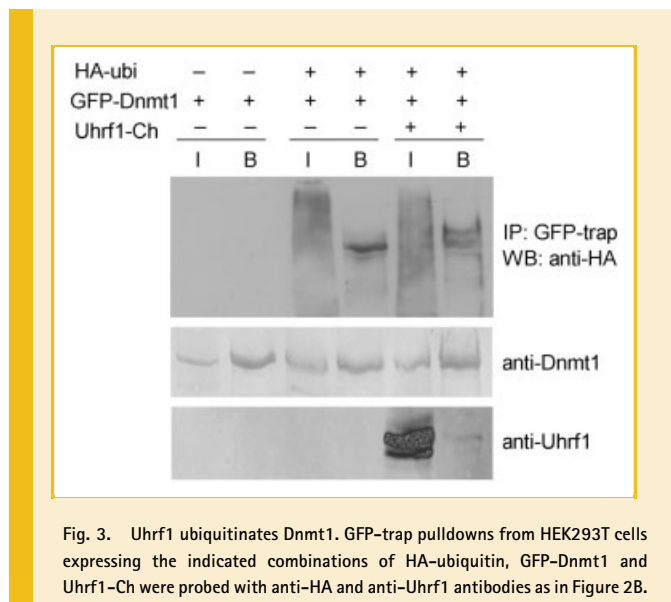 HA-ubi – – + + + +
GFP-Dnmt1 + + + + + +
Uhrf1-Ch – – – – + +
I B I B I B
IP: GFP-trap
WB: anti-HA
anti-Dnmt1
anti-Uhrf1
Fig. 3. Uhrf1 ubiquitinates Dnmt1. GFP-trap pulldowns from HEK293T cells
expressing the indicated combinations of HA-ubiquitin, GFP-Dnmt1 and
Uhrf1-Ch were probed with anti-HA and anti-Uhrf1 antibodies as in Figure 2B.